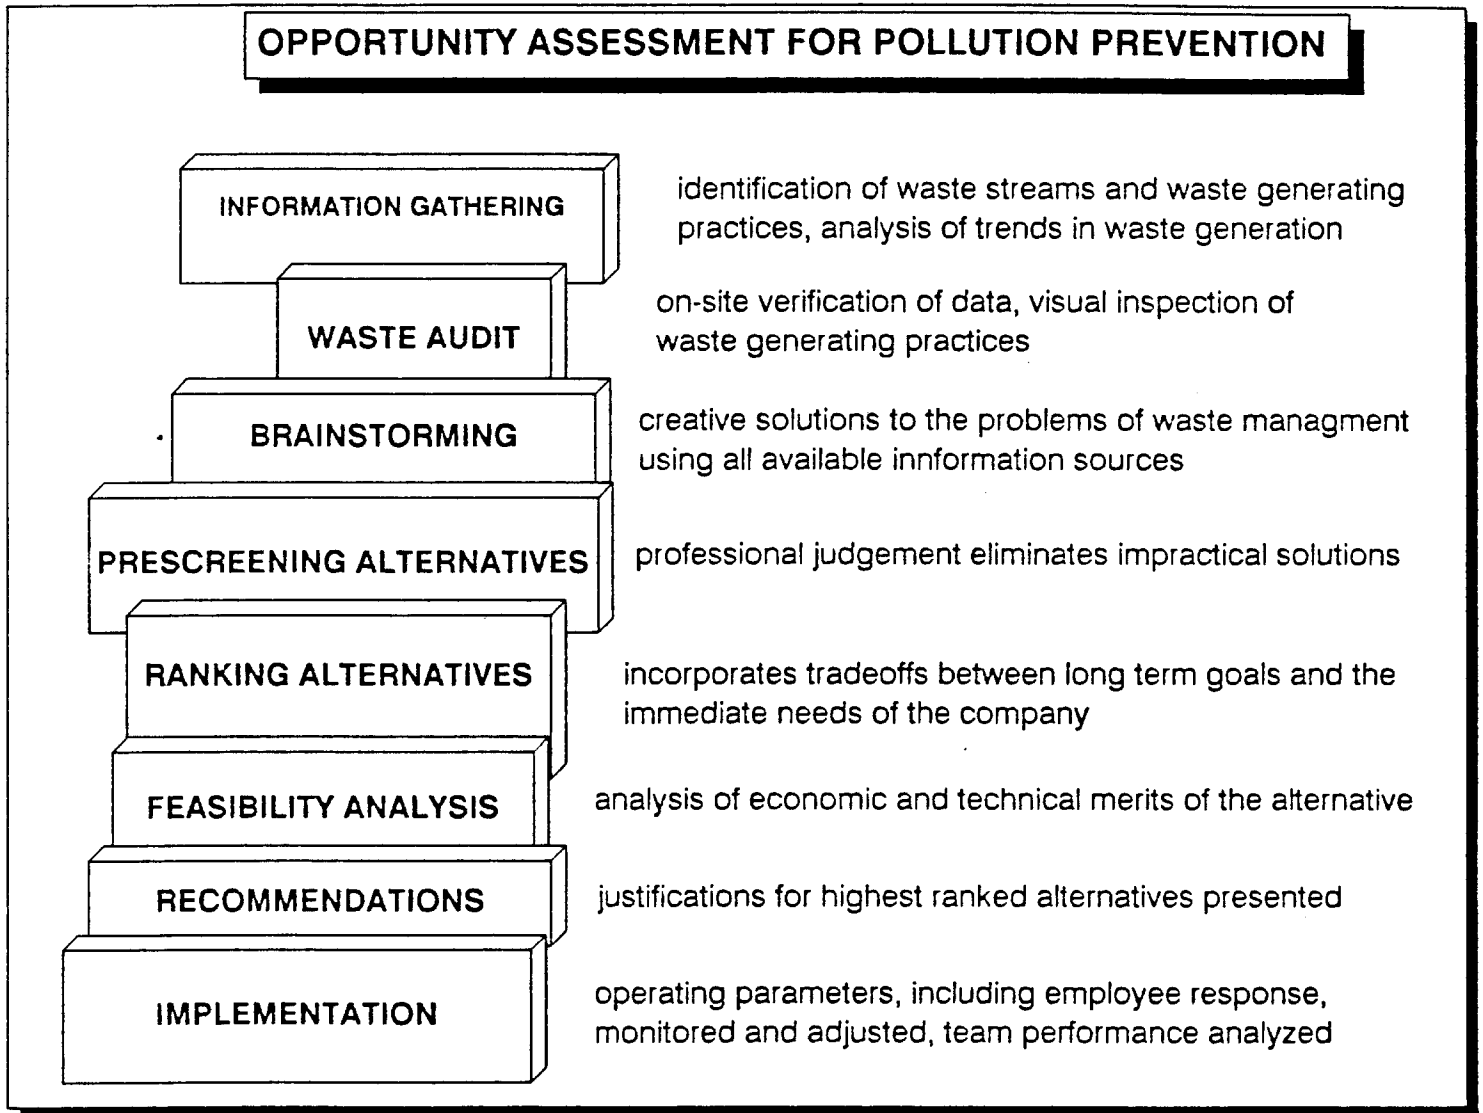 OPPORTUNITY ASSESSMENT FOR POLLUTION PREVENTION
INFORMATION GATHERING
identification of waste streams and waste generating
practices, analysis of trends in waste generation
WASTE AUDIT
on-site verification of data, visual inspection of
waste generating practices
BRAINSTORMING
creative solutions to the problems of waste managment
using all available innformation sources
PRESCREENING ALTERNATIVES
professional judgement eliminates impractical solutions
RANKING ALTERNATIVES
incorporates tradeoffs between long term goals and the
immediate needs of the company
FEASIBILITY ANALYSIS
analysis of economic and technical merits of the alternative
RECOMMENDATIONS
justifications for highest ranked alternatives presented
IMPLEMENTATION
operating parameters, including employee response,
monitored and adjusted, team performance analyzed